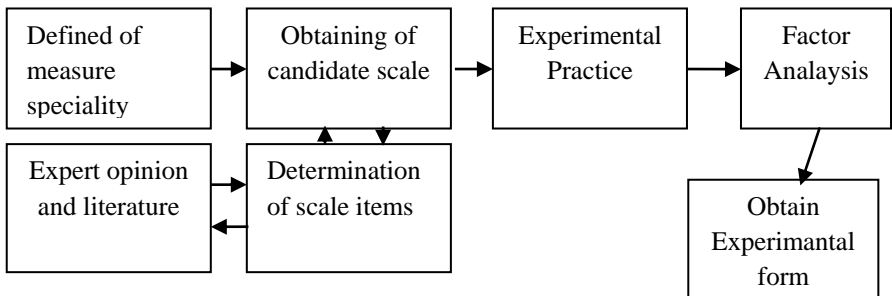 Defined of
measure
speciality
Obtaining of
candidate scale
Experimental
Practice
Factor
Analaysis
Expert opinion
and literature
Determination
of scale items
Obtain
Experimantal
form